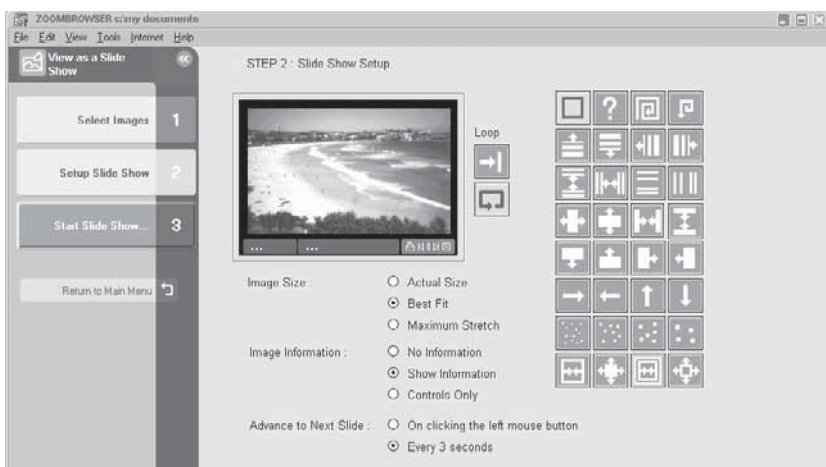 ZOOMBROWSER c:\my documents
File Edit View Tools Internet Help
View as a Slide
Show
Select Images 1
Setup Slide Show 2
Start Slide Show... 3
Return to Main Menu
STEP 2 : Slide Show Setup
Loop
Image Size :
Actual Size
Best Fit
Maximum Stretch
Image Information :
No Information
Show Information
Controls Only
Advance to Next Slide :
On clicking the left mouse button
Every 3 seconds